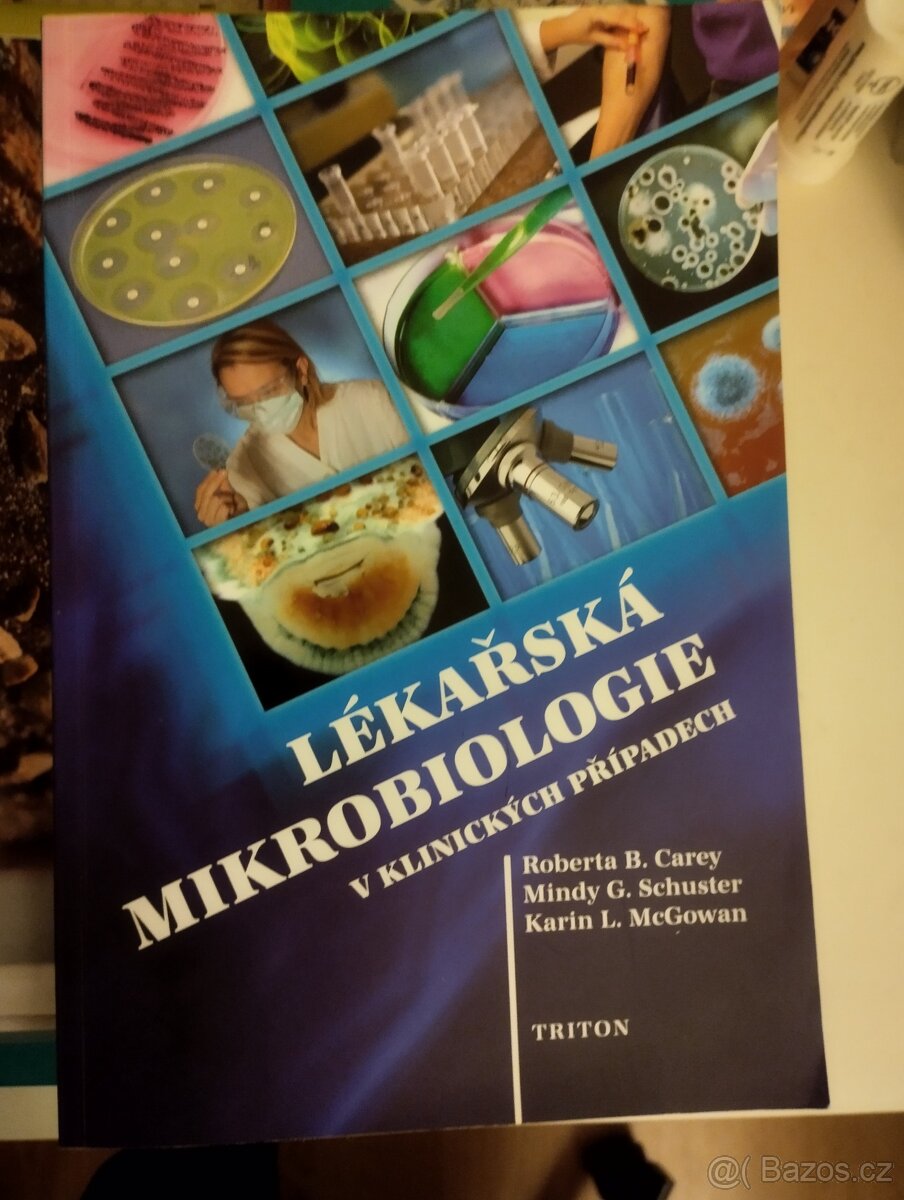 LÉKAŘSKÁ
MIKROBIOLOGIE
V KLINICKÝCH PŘÍPADECH
Roberta B. Carey
Mindy G. Schuster
Karin L. McGowan
TRITON
@( Bazos.cz